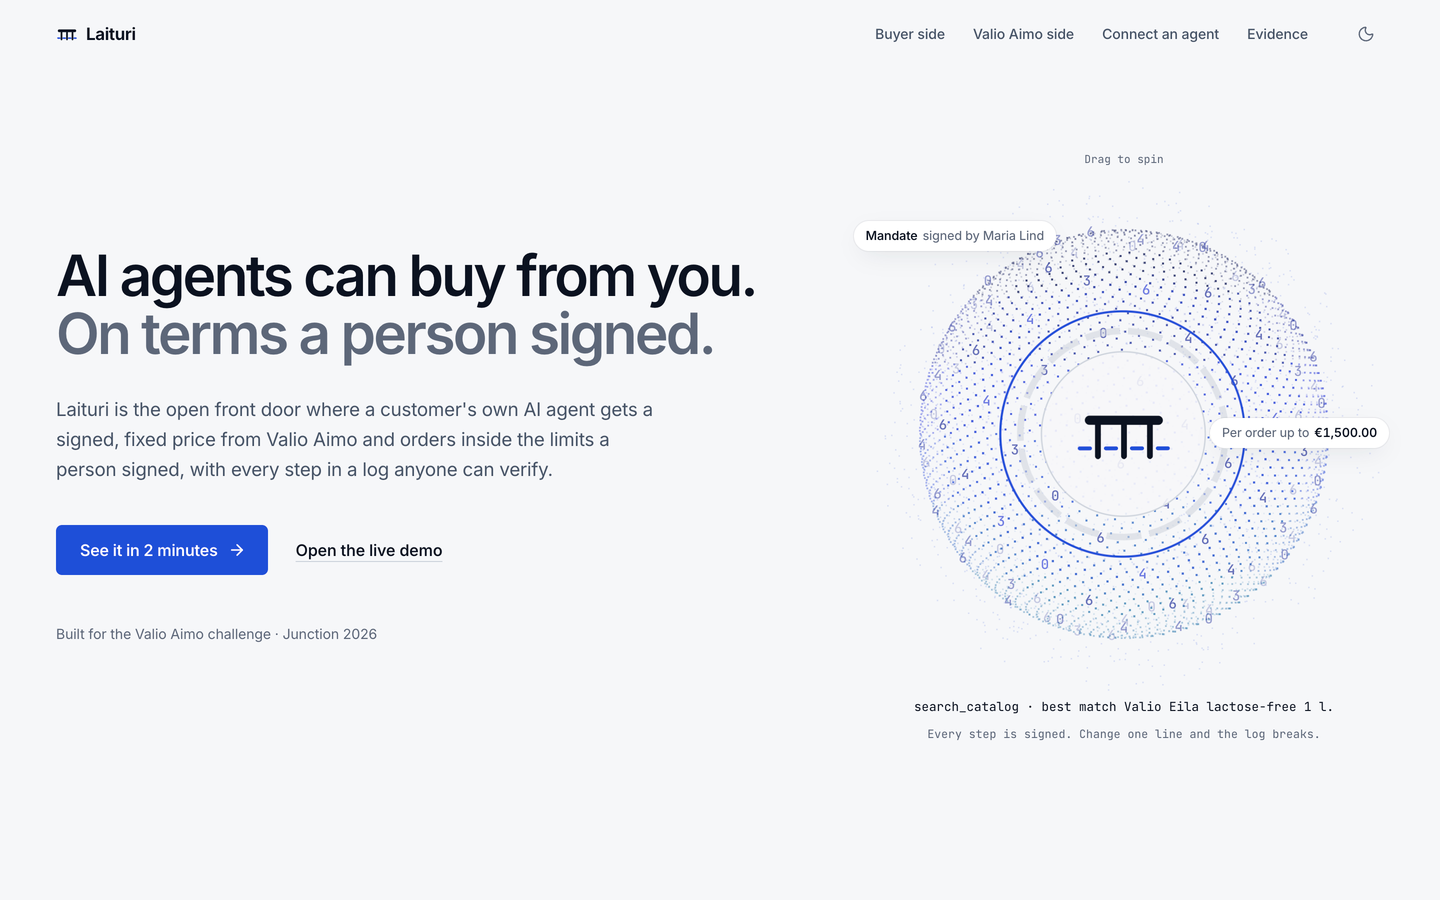 Laituri
Buyer side
Valio Aimo side
Connect an agent
Evidence
AI agents can buy from you.
On terms a person signed.
Laituri is the open front door where a customer's own AI agent gets a
signed, fixed price from Valio Aimo and orders inside the limits a
person signed, with every step in a log anyone can verify.
See it in 2 minutes →
Open the live demo
Built for the Valio Aimo challenge · Junction 2026
Drag to spin
Mandate signed by Maria Lind
Per order up to €1,500.00
search_catalog · best match Valio Eila lactose-free 1 l.
Every step is signed. Change one line and the log breaks.